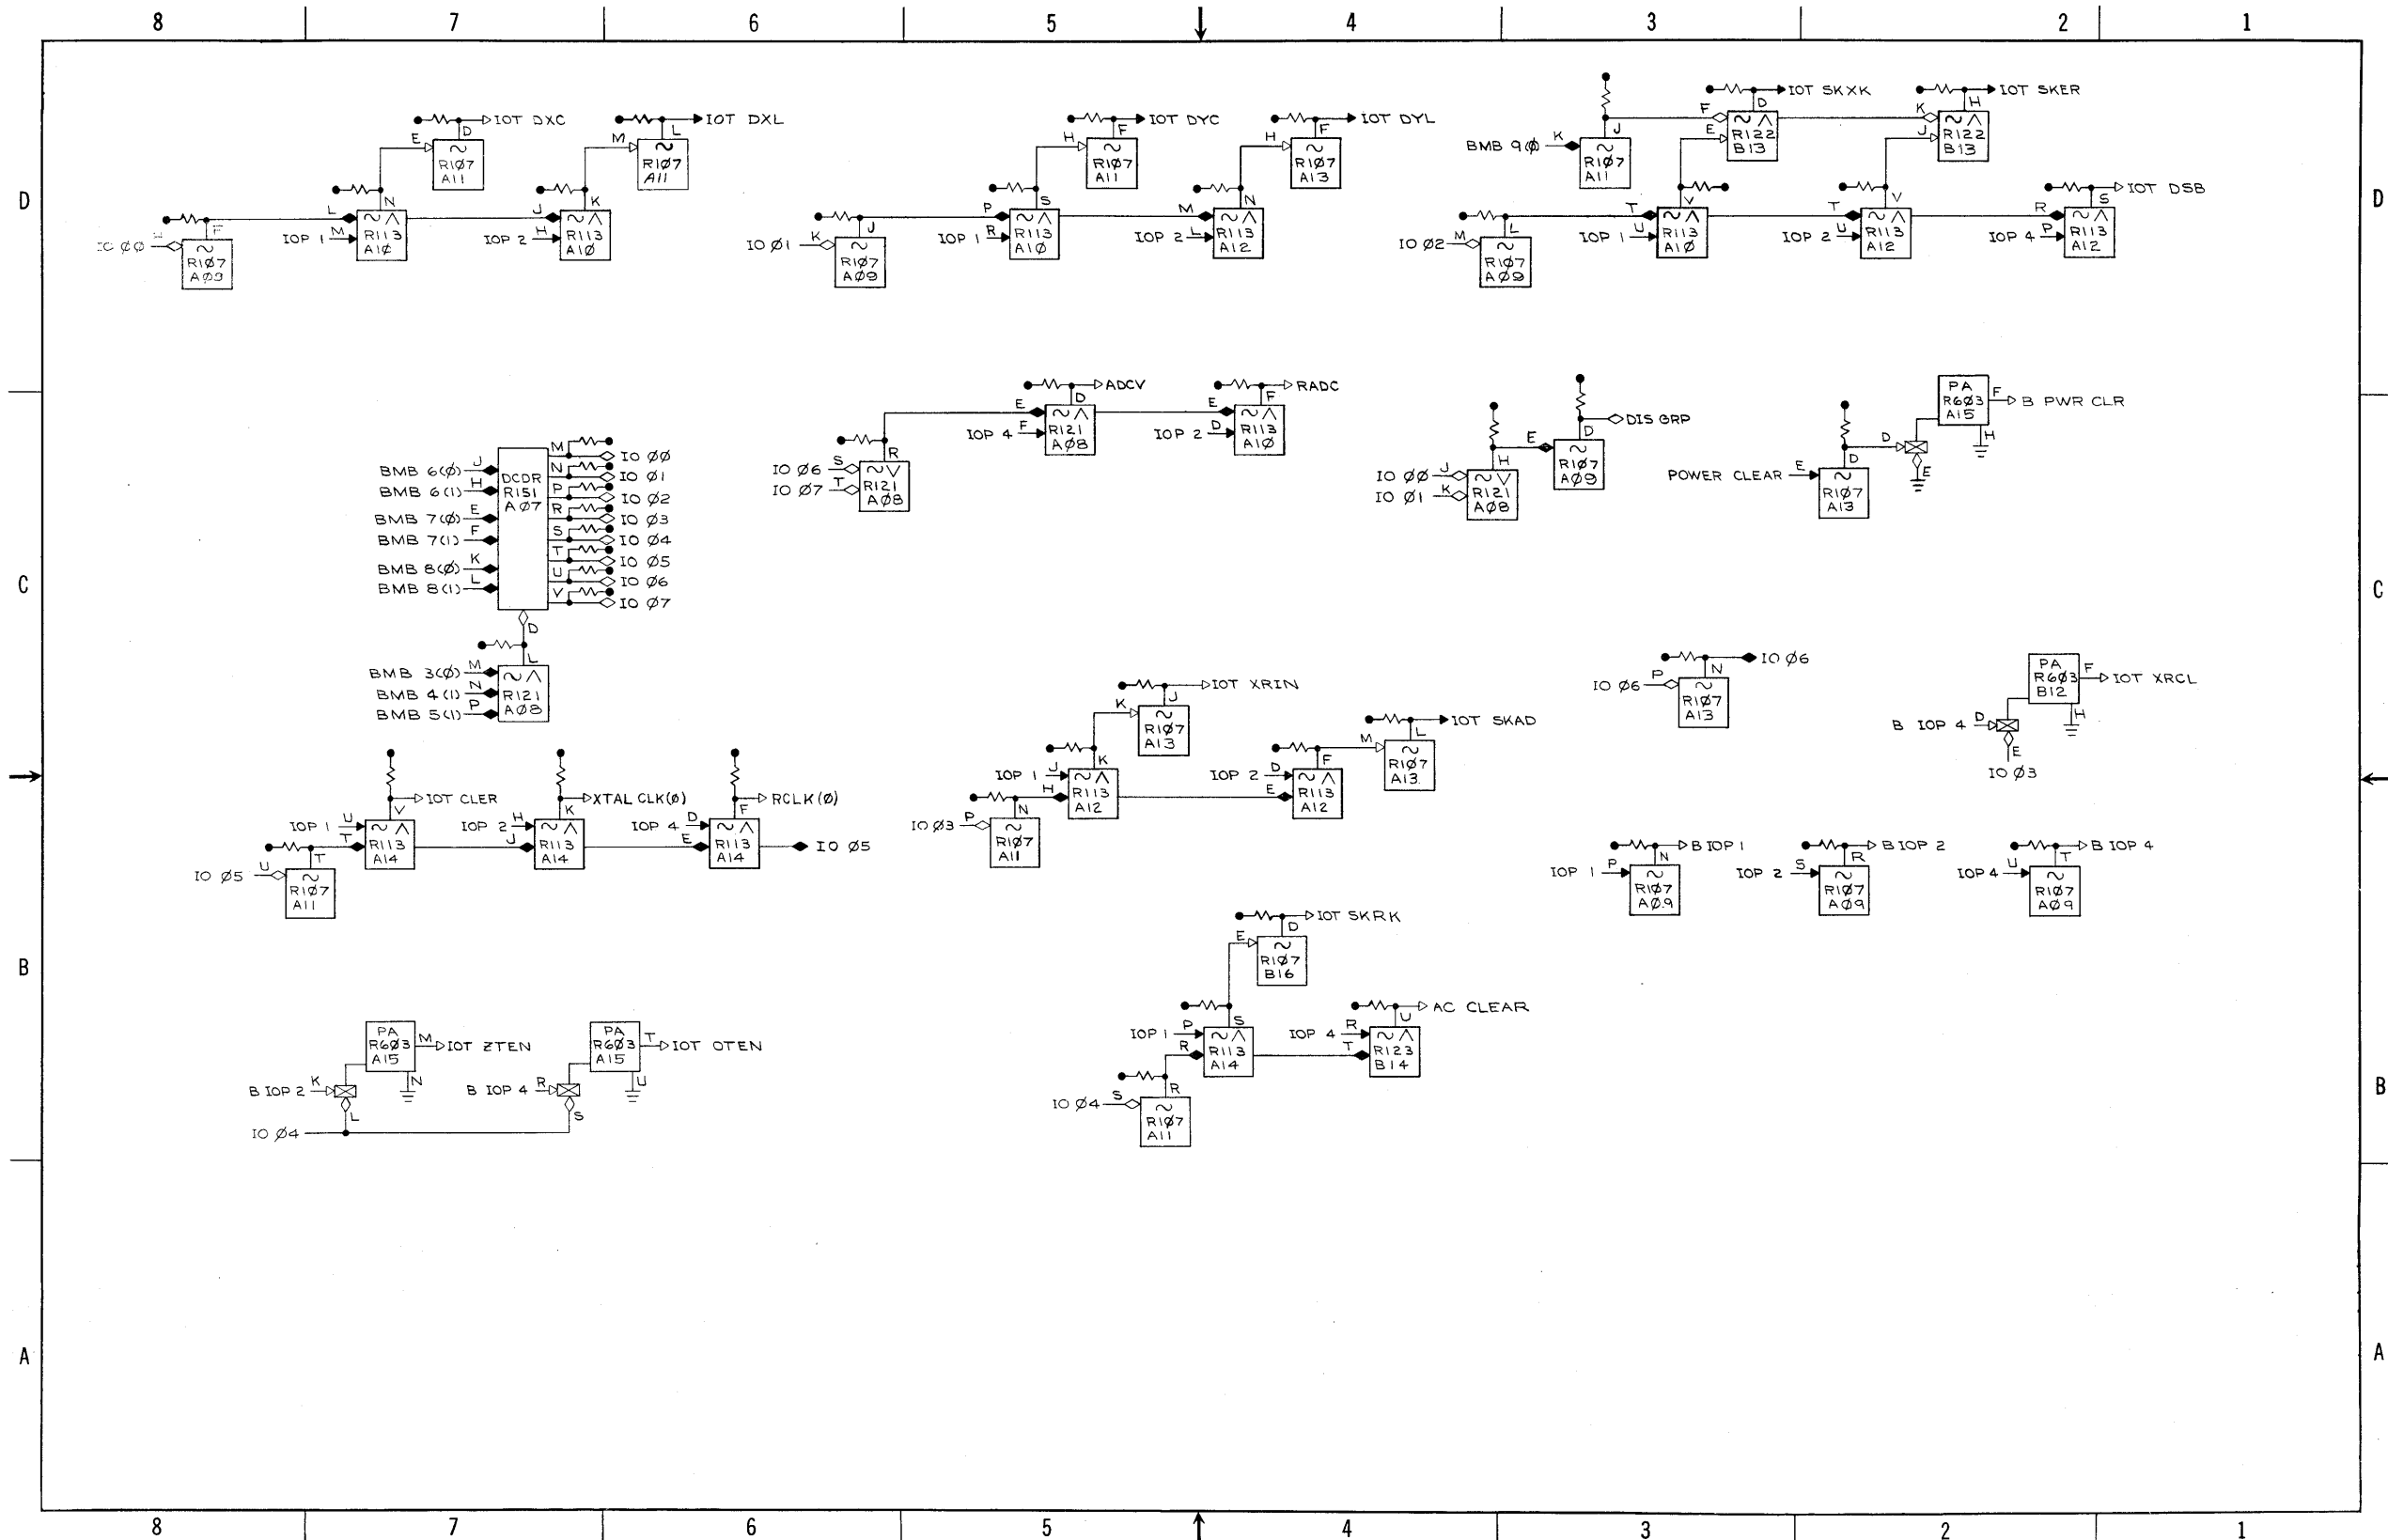 8 7 6 5 4 3 2 1
D
IOT DXC
E D
R1Ø7
A11
IOT DXL
M L
R1Ø7
A11
N
L
IOP 1 M
R113
A1Ø
K
J
IOP 2 H
R113
A1Ø
IO ØØ H F
R1Ø7
AØ9
IOT DYC
H F
R1Ø7
A11
IOT DYL
H F
R1Ø7
A13
S
P
IOP 1 R
R113
A1Ø
N
M
IOP 2 L
R113
A12
IO Ø1 K J
R1Ø7
AØ9
BMB 9(Ø K J
R1Ø7
A11
IOT SKXK
F D
E
R122
B13
IOT SKER
K H
J
R122
B13
IO Ø2 M L
R1Ø7
AØ9
T V
IOP 1 U
R113
A1Ø
T V
IOP 2 U
R113
A12
IOT DSB
R S
IOP 4 P
R113
A12
D
C
BMB 6(Ø) J
BMB 6(1) H
BMB 7(Ø) E
BMB 7(1) F
BMB 8(Ø) K
BMB 8(1) L
DCDR
R151
AØ7
M IO ØØ
N IO Ø1
P IO Ø2
R IO Ø3
S IO Ø4
T IO Ø5
U IO Ø6
V IO Ø7
D
L
BMB 3(Ø) M
BMB 4(1) N
BMB 5(1) P
R121
AØ8
ADCV
E D
IOP 4 F
R121
AØ8
RADC
E F
IOP 2 D
R113
A1Ø
IO Ø6 S R
IO Ø7 T
R121
AØ8
DIS GRP
E D
R1Ø7
AØ9
IO ØØ J H
IO Ø1 K
R121
AØ8
POWER CLEAR E D
R1Ø7
A13
D
E
PA
R6Ø3
A15
F B PWR CLR
H
C
IO Ø6
IO Ø6 P N
R1Ø7
A13
PA
R6Ø3
B12
F IOT XRCL
H
B IOP 4 D
E
IO Ø3
IOT XRIN
K J
R1Ø7
A13
IOT SKAD
M L
R1Ø7
A13.
IOP 1 J K
H
R113
A12
IOP 2 D F
E
R113
A12
IO Ø3 P N
R1Ø7
A11
IOT CLER
V
IOP 1 U
T
R113
A14
XTAL CLK(Ø)
K
IOP 2 H
J
R113
A14
RCLK(Ø)
F
IOP 4 D
E
R113
A14
IO Ø5
IO Ø5 U T
R1Ø7
A11
B IOP 1
IOP 1 P N
R1Ø7
AØ9
B IOP 2
IOP 2 S R
R1Ø7
AØ9
B IOP 4
IOP 4 U T
R1Ø7
AØ9
B
IOT SKRK
E D
R1Ø7
B16
IOP 1 P S
R
R113
A14
AC CLEAR
IOP 4 R U
T
R123
B14
IO Ø4 S R
R1Ø7
A11
PA
R6Ø3
A15
M IOT ZTEN
N
B IOP 2 K
L
PA
R6Ø3
A15
T IOT OTEN
U
B IOP 4 R
S
IO Ø4
B
A A
8 7 6 5 4 3 2 1